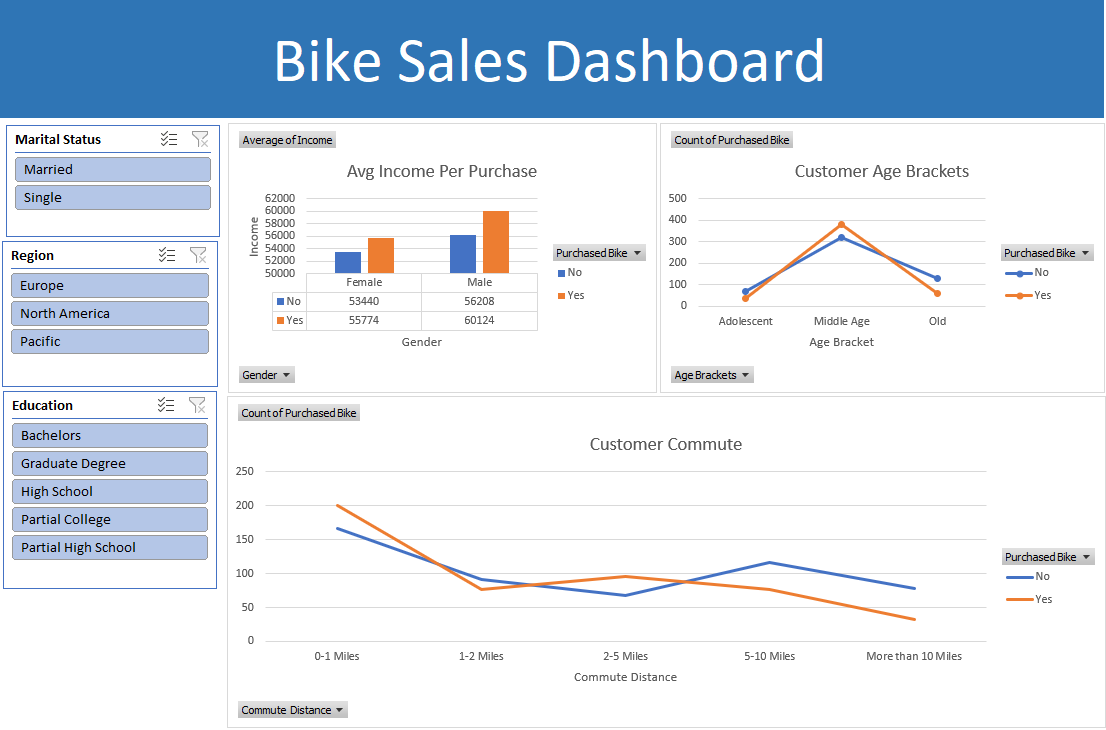 Bike Sales Dashboard
Marital Status
Married
Single
Region
Europe
North America
Pacific
Education
Bachelors
Graduate Degree
High School
Partial College
Partial High School
Average of Income
Avg Income Per Purchase
Income
62000
60000
58000
56000
54000
52000
50000
Female Male
No 53440 56208
Yes 55774 60124
Gender
Purchased Bike
No
Yes
Gender
Count of Purchased Bike
Customer Age Brackets
500
400
300
200
100
0
Adolescent Middle Age Old
Age Bracket
Purchased Bike
No
Yes
Age Brackets
Count of Purchased Bike
Customer Commute
250
200
150
100
50
0
0-1 Miles 1-2 Miles 2-5 Miles 5-10 Miles More than 10 Miles
Commute Distance
Purchased Bike
No
Yes
Commute Distance